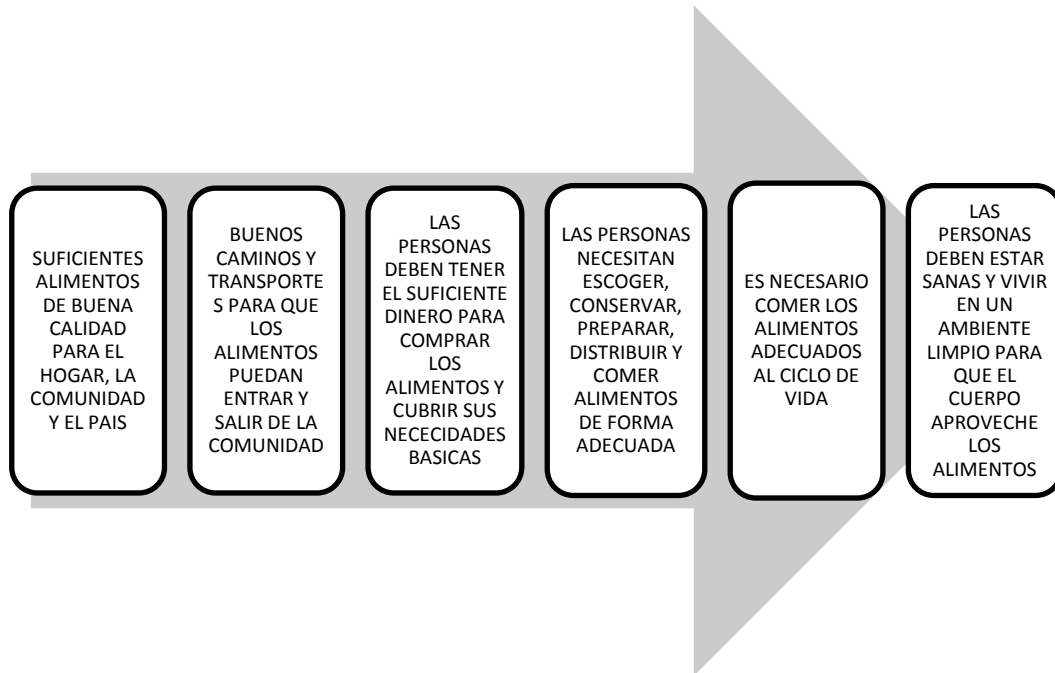 SUFICIENTES
ALIMENTOS
DE BUENA
CALIDAD
PARA EL
HOGAR, LA
COMUNIDAD
Y EL PAIS
BUENOS
CAMINOS Y
TRANSPORTE
S PARA QUE
LOS
ALIMENTOS
PUEDAN
ENTRAR Y
SALIR DE LA
COMUNIDAD
LAS
PERSONAS
DEBEN TENER
EL SUFICIENTE
DINERO PARA
COMPRAR
LOS
ALIMENTOS Y
CUBRIR SUS
NECECIDADES
BASICAS
LAS PERSONAS
NECESITAN
ESCOGER,
CONSERVAR,
PREPARAR,
DISTRIBUIR Y
COMER
ALIMENTOS
DE FORMA
ADECUADA
ES NECESARIO
COMER LOS
ALIMENTOS
ADECUADOS
AL CICLO DE
VIDA
LAS
PERSONAS
DEBEN ESTAR
SANAS Y VIVIR
EN UN
AMBIENTE
LIMPIO PARA
QUE EL
CUERPO
APROVECHE
LOS
ALIMENTOS